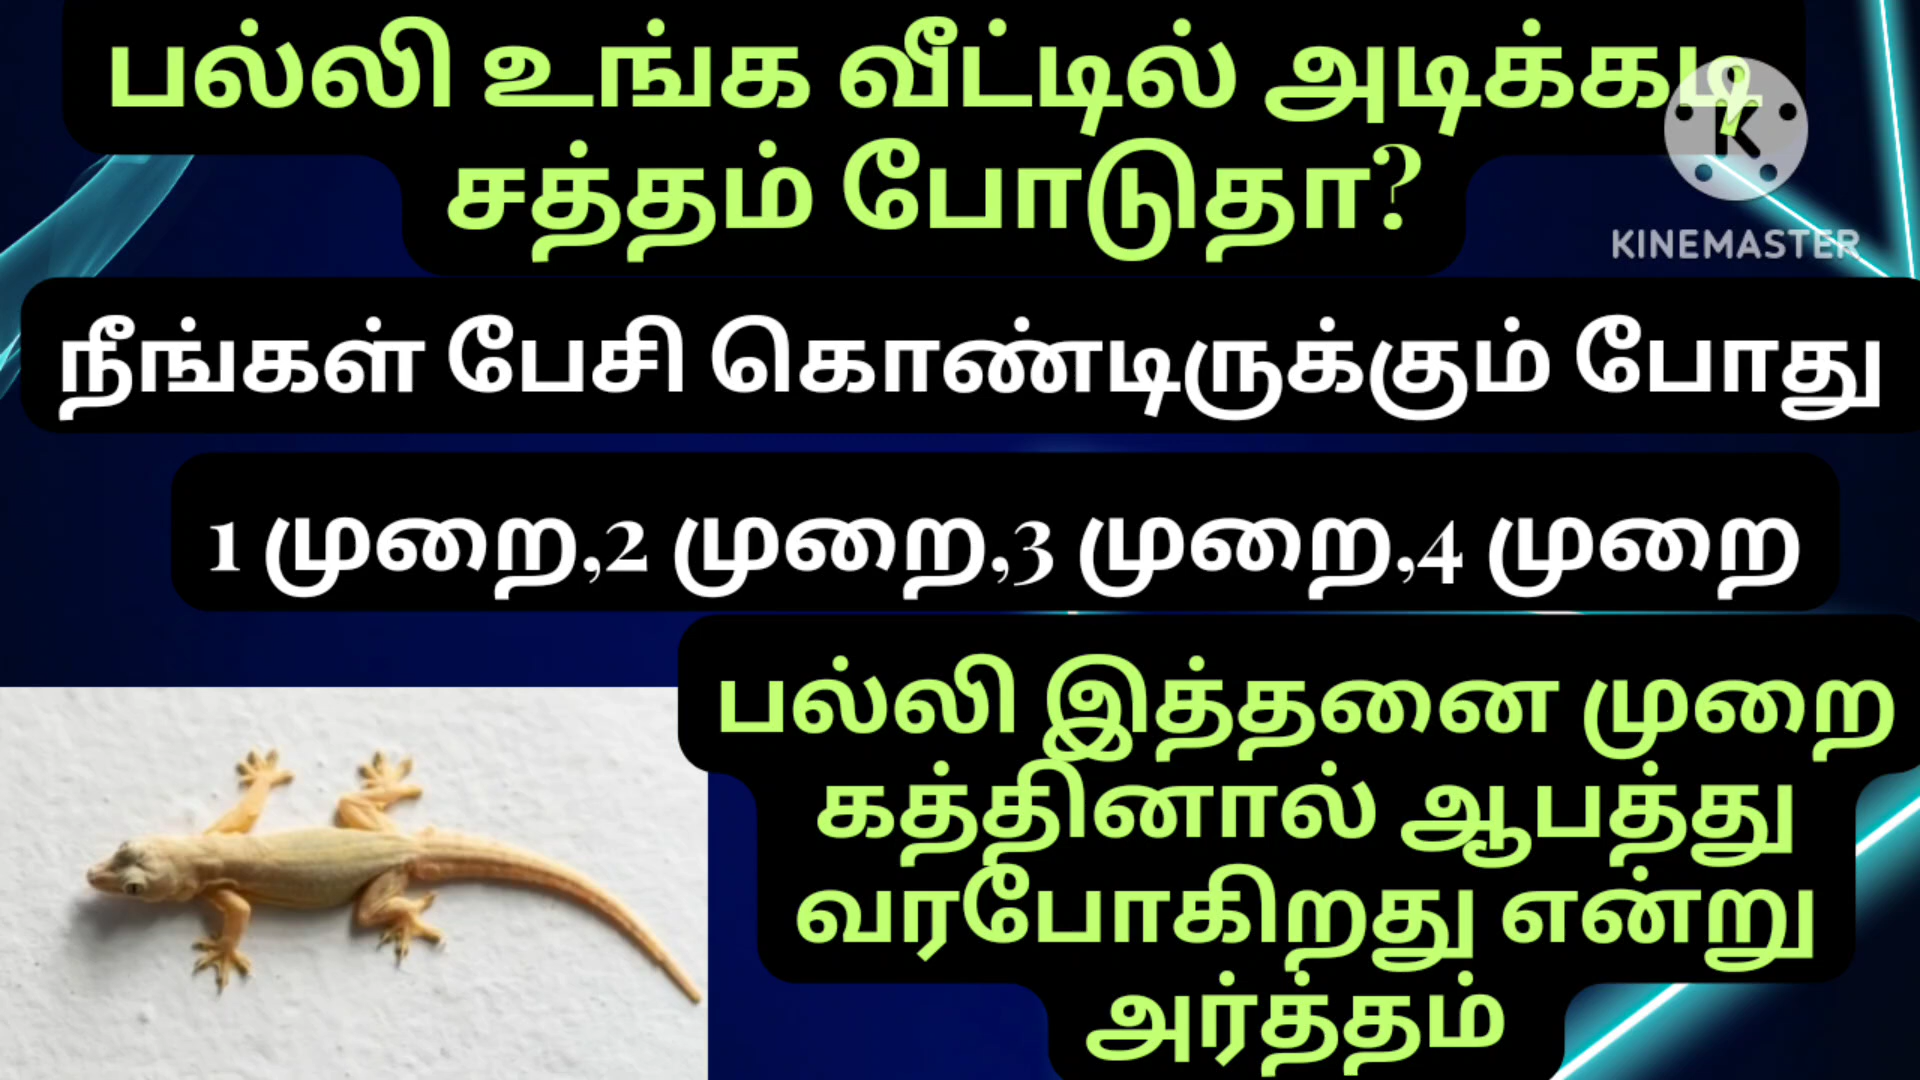 பல்லி உங்க வீட்டில் அடிக்கடி
சத்தம் போடுதா?
KINEMASTER
நீங்கள் பேசி கொண்டிருக்கும் போது
1 முறை,2 முறை,3 முறை,4 முறை
பல்லி இத்தனை முறை
கத்தினால் ஆபத்து
வரபோகிறது என்று
அர்த்தம்